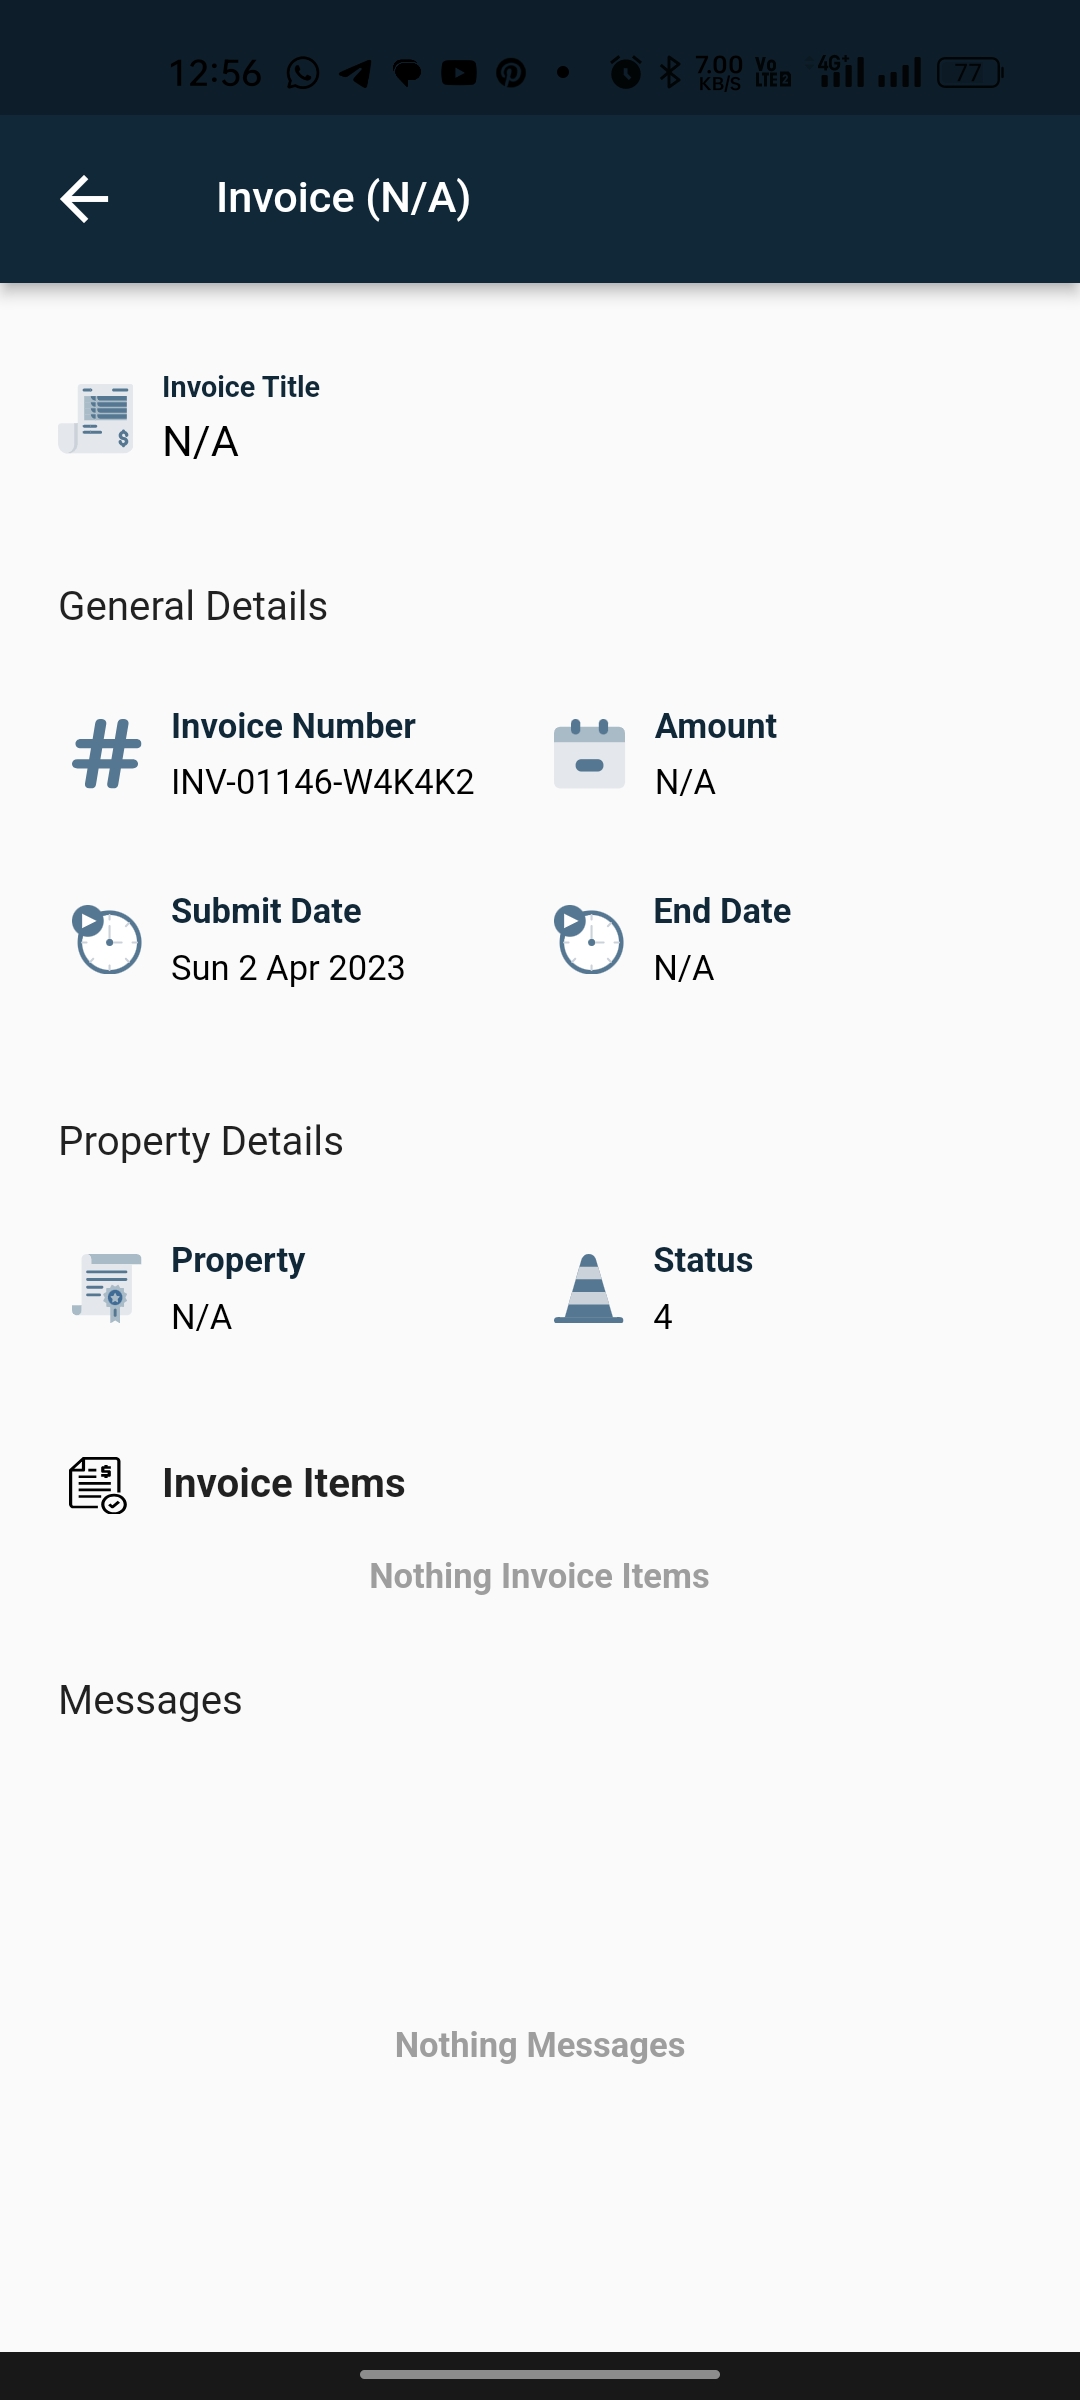 12:56 7.00 KB/S Vo LTE 2 4G+ 77
Invoice (N/A)
Invoice Title
N/A
General Details
Invoice Number
INV-01146-W4K4K2
Amount
N/A
Submit Date
Sun 2 Apr 2023
End Date
N/A
Property Details
Property
N/A
Status
4
Invoice Items
Nothing Invoice Items
Messages
Nothing Messages